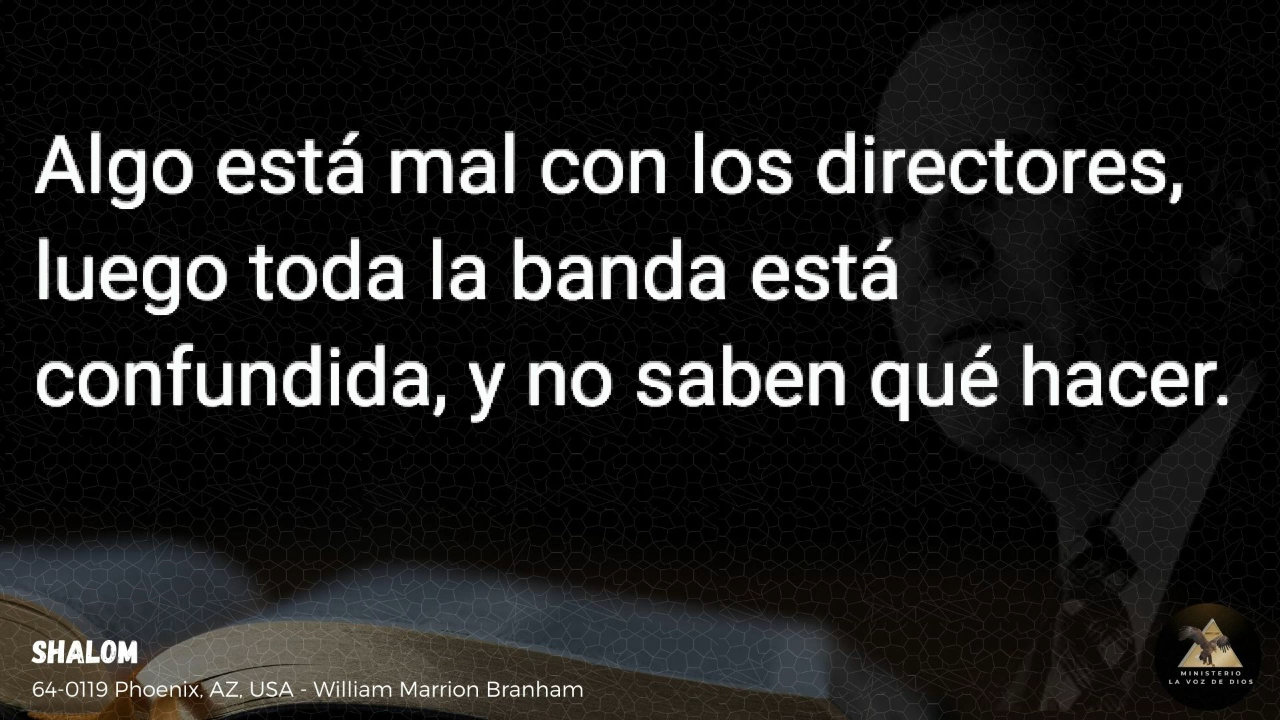 Algo está mal con los directores,
luego toda la banda está
confundida, y no saben qué hacer.
SHALOM
64-0119 Phoenix, AZ, USA - William Marrion Branham
MINISTERIO
LA VOZ DE DIOS